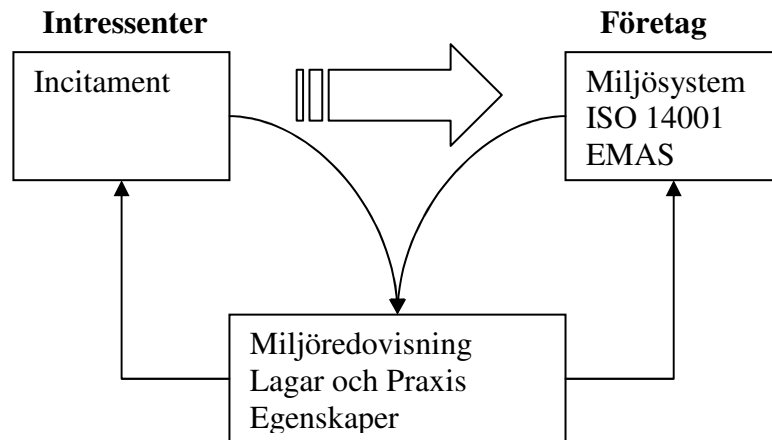 Intressenter
Företag
Incitament
Miljösystem
ISO 14001
EMAS
Miljöredovisning
Lagar och Praxis
Egenskaper